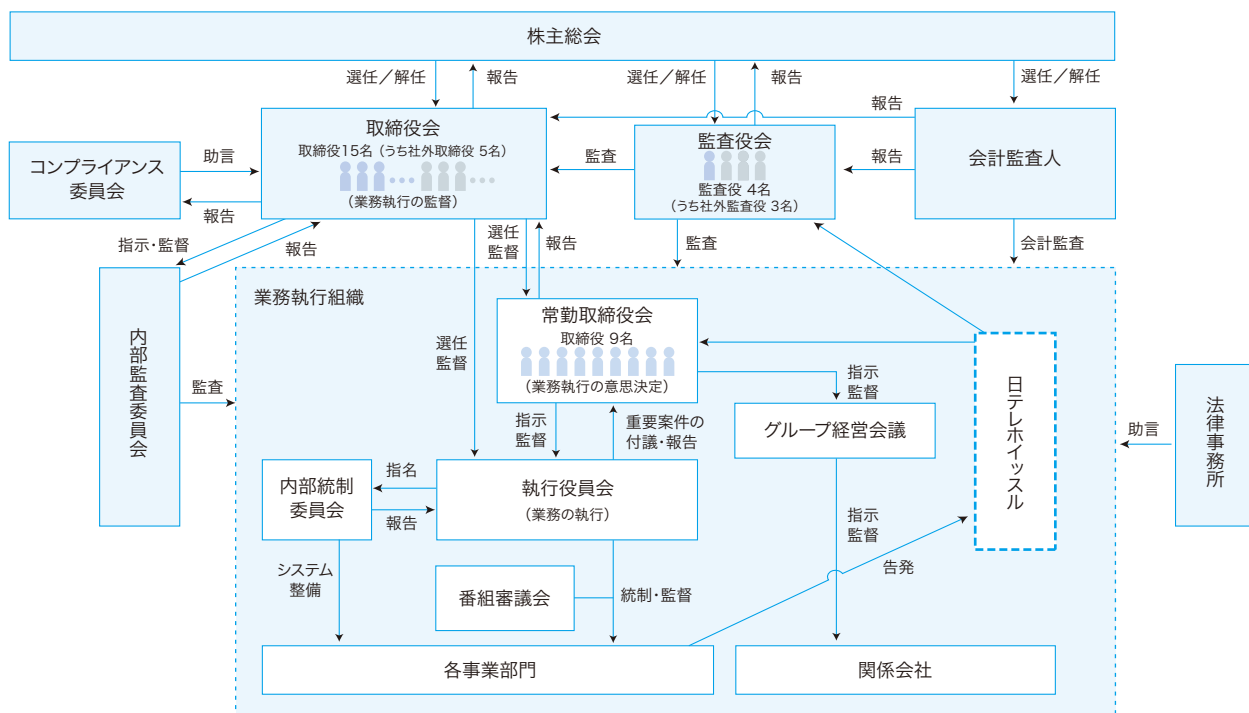 株主総会
選任／解任
報告
選任／解任
報告
選任／解任
取締役会
取締役15名（うち社外取締役 5名）
（業務執行の監督）
報告
監査役会
監査役 4名
（うち社外監査役 3名）
監査
報告
会計監査人
コンプライアンス
委員会
助言
報告
指示・監督
報告
選任
監督
報告
監査
会計監査
業務執行組織
内部監査委員会
監査
常勤取締役会
取締役 9名
（業務執行の意思決定）
選任
監督
指示
監督
重要案件の
付議・報告
指示
監督
グループ経営会議
日テレホイッスル
助言
法律事務所
内部統制
委員会
指名
報告
執行役員会
（業務の執行）
指示
監督
告発
システム
整備
番組審議会
統制・監督
各事業部門
関係会社